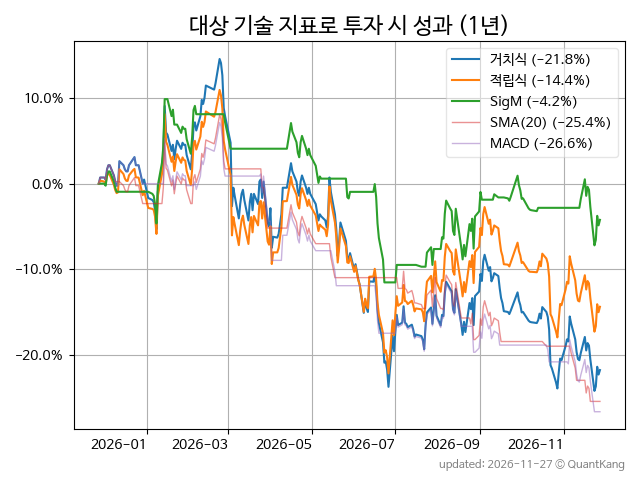 대상 기술 지표로 투자 시 성과 (1년)
거치식 (−21.8%)
적립식 (−14.4%)
SigM (−4.2%)
SMA(20) (−25.4%)
MACD (−26.6%)
10.0%
0.0%
−10.0%
−20.0%
2026-01 2026-03 2026-05 2026-07 2026-09 2026-11
updated: 2026-11-27 © QuantKang